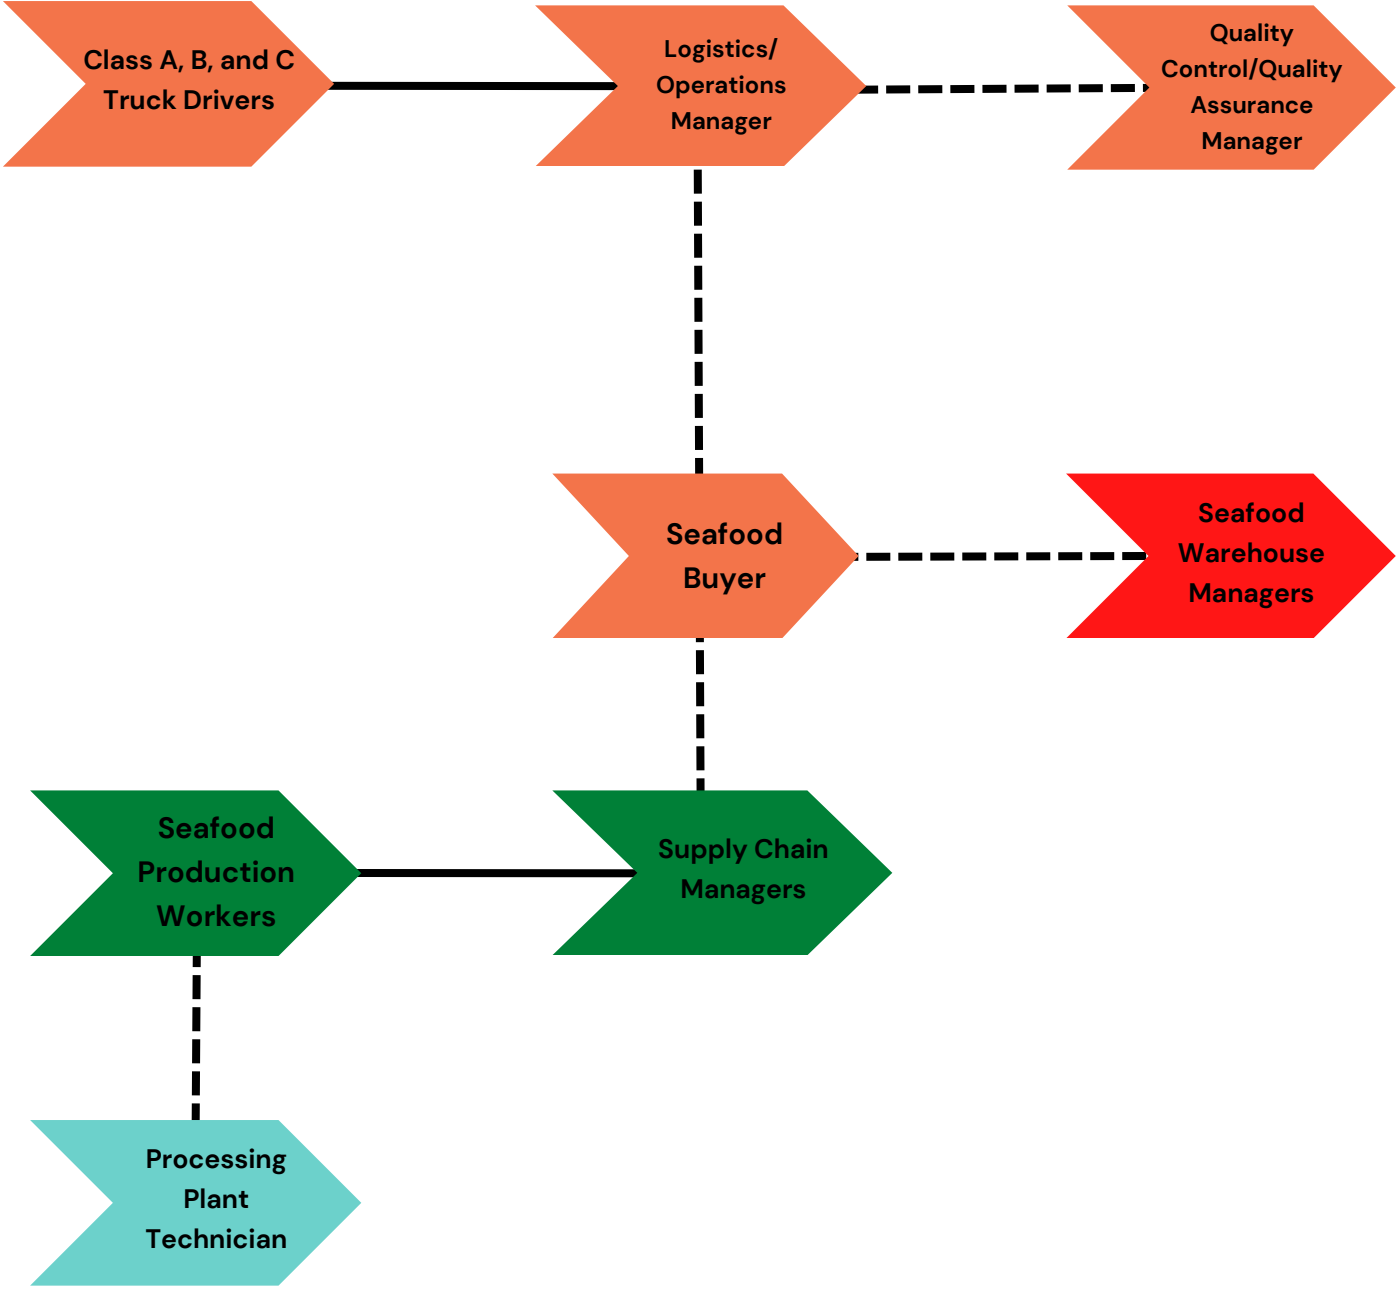 Class A, B, and C
Truck Drivers
Logistics/
Operations
Manager
Quality
Control/Quality
Assurance
Manager
Seafood
Buyer
Seafood
Warehouse
Managers
Seafood
Production
Workers
Supply Chain
Managers
Processing
Plant
Technician